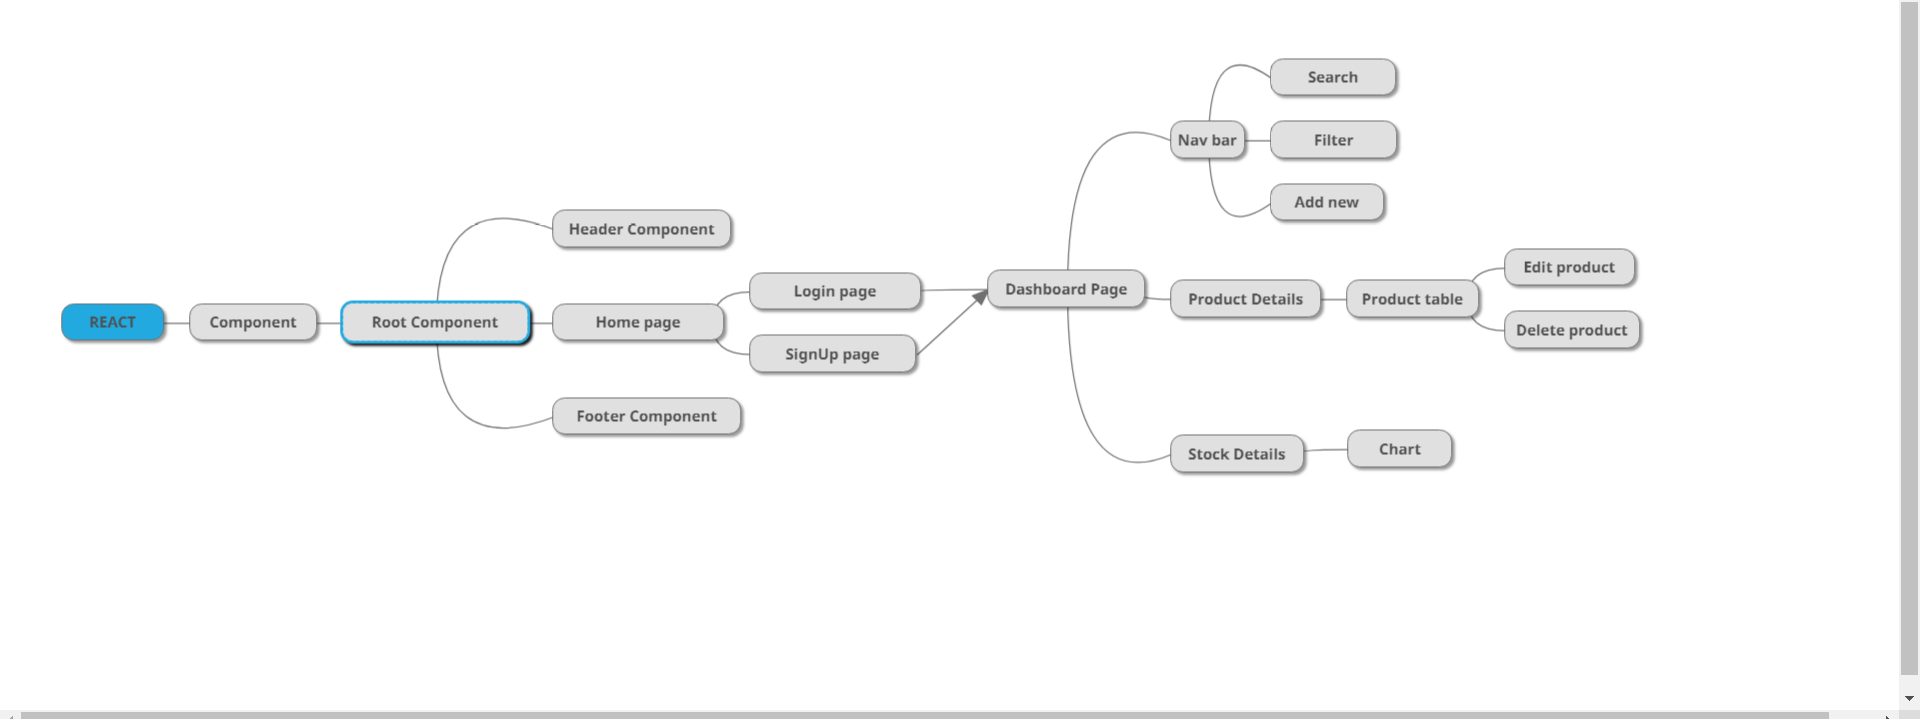 REACT
Component
Root Component
Header Component
Home page
Footer Component
Login page
SignUp page
Dashboard Page
Nav bar
Search
Filter
Add new
Product Details
Product table
Edit product
Delete product
Stock Details
Chart